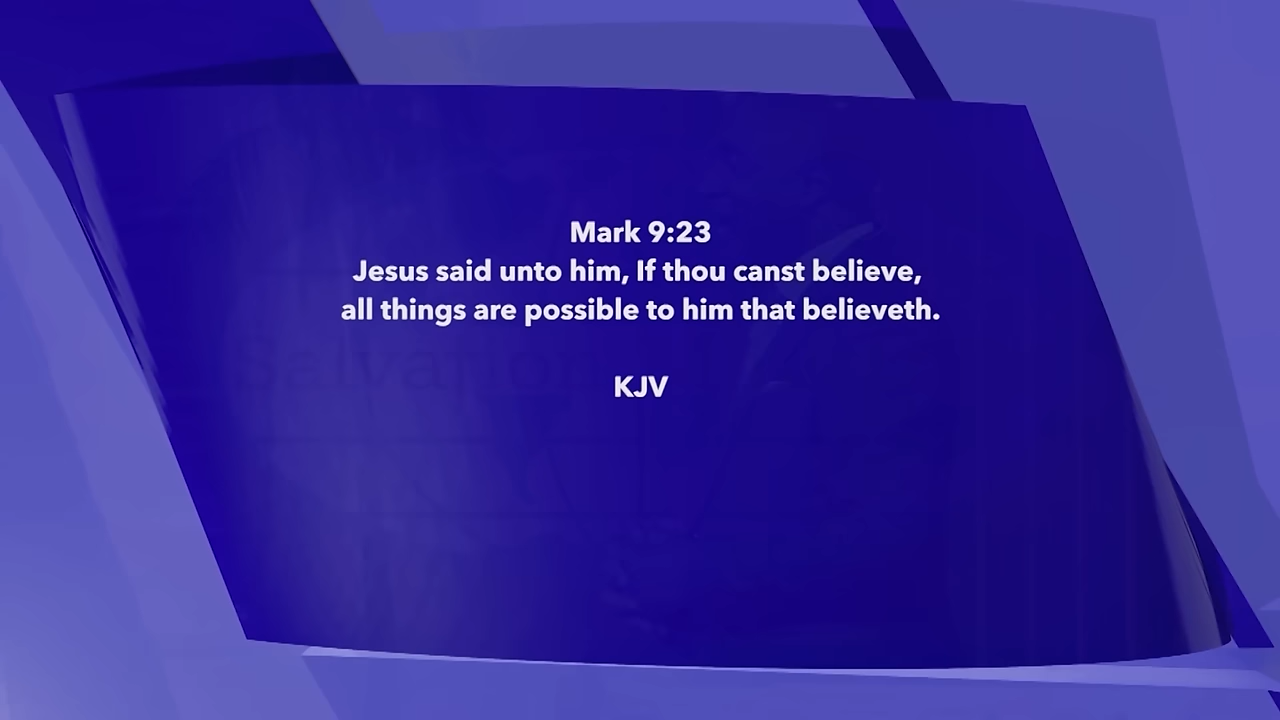 Mark 9:23
Jesus said unto him, If thou canst believe,
all things are possible to him that believeth.
salvation
KJV